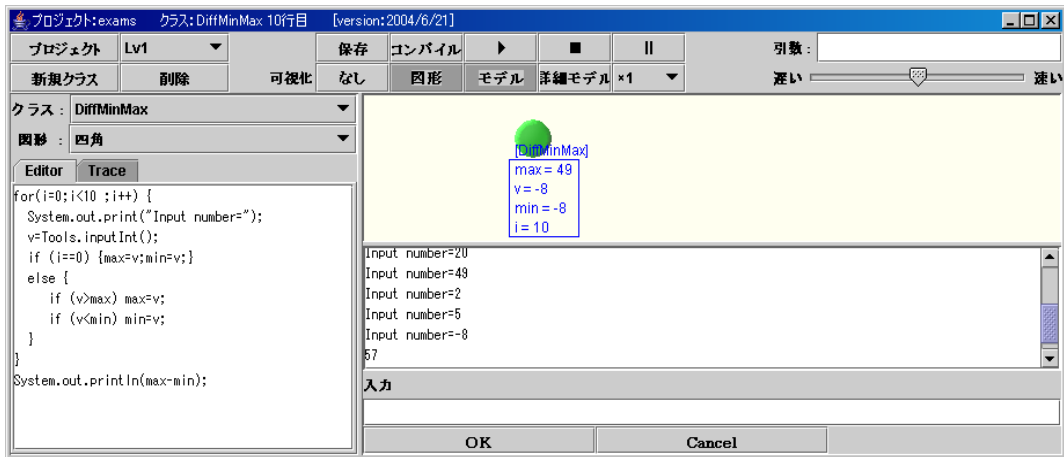 プロジェクト:exams クラス:DiffMinMax 10行目 [version:2004/6/21]
プロジェクト Lv1 保存 コンパイル 引数 :
新規クラス 削除 可視化 なし 図形 モデル 詳細モデル ×1 遅い 速い
クラス : DiffMinMax
図形 : 四角
Editor Trace
for(i=0;i<10 ;i++) {
System.out.print("Input number=");
v=Tools.inputInt();
if (i==0) {max=v;min=v;}
else {
if (v>max) max=v;
if (v<min) min=v;
}
}
System.out.println(max-min);
[DiffMinMax]
max = 49
v = -8
min = -8
i = 10
Input number=20
Input number=49
Input number=2
Input number=5
Input number=-8
57
入力
OK Cancel